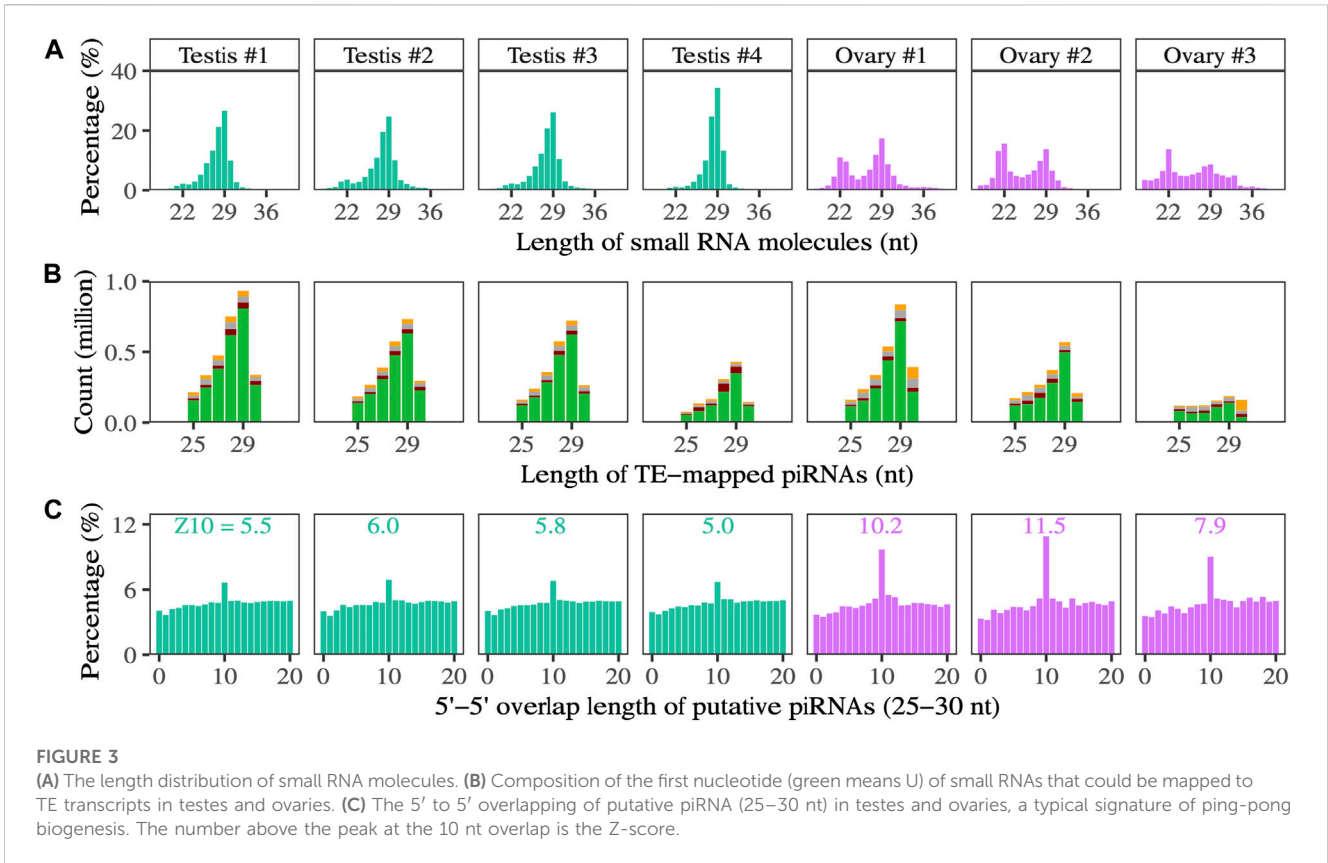 A
Testis #1 Testis #2 Testis #3 Testis #4 Ovary #1 Ovary #2 Ovary #3
Percentage (%)
40
20
0
22 29 36 22 29 36 22 29 36 22 29 36 22 29 36 22 29 36 22 29 36
Length of small RNA molecules (nt)
B
Count (million)
1.0
0.5
0.0
25 29 25 29 25 29 25 29 25 29 25 29 25 29
Length of TE−mapped piRNAs (nt)
C
Percentage (%)
12
6
0
Z10 = 5.5 6.0 5.8 5.0 10.2 11.5 7.9
0 10 20 0 10 20 0 10 20 0 10 20 0 10 20 0 10 20 0 10 20
5'−5' overlap length of putative piRNAs (25−30 nt)
FIGURE 3
(A) The length distribution of small RNA molecules. (B) Composition of the first nucleotide (green means U) of small RNAs that could be mapped to
TE transcripts in testes and ovaries. (C) The 5′ to 5′ overlapping of putative piRNA (25–30 nt) in testes and ovaries, a typical signature of ping-pong
biogenesis. The number above the peak at the 10 nt overlap is the Z-score.